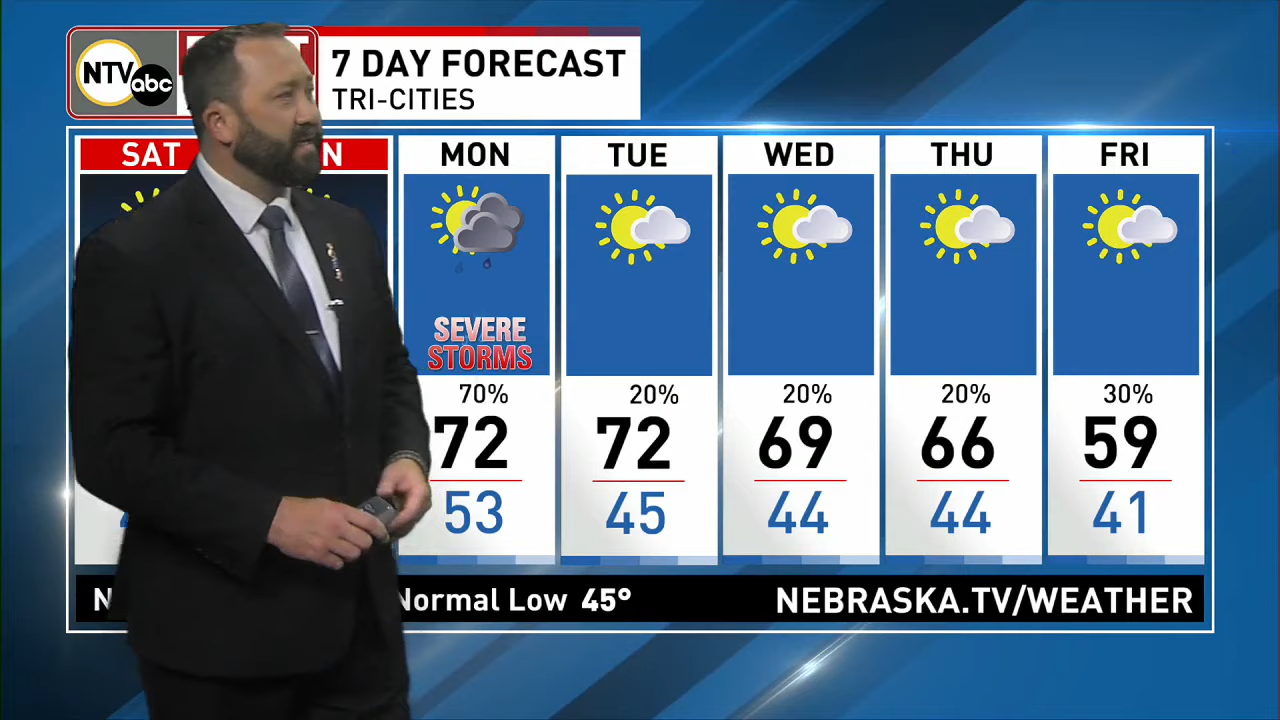 NTV
abc
7 DAY FORECAST
TRI-CITIES
SAT
MON
TUE
WED
THU
FRI
SEVERE
STORMS
70%
20%
20%
20%
30%
72
72
69
66
59
53
45
44
44
41
Normal Low 45°
NEBRASKA.TV/WEATHER